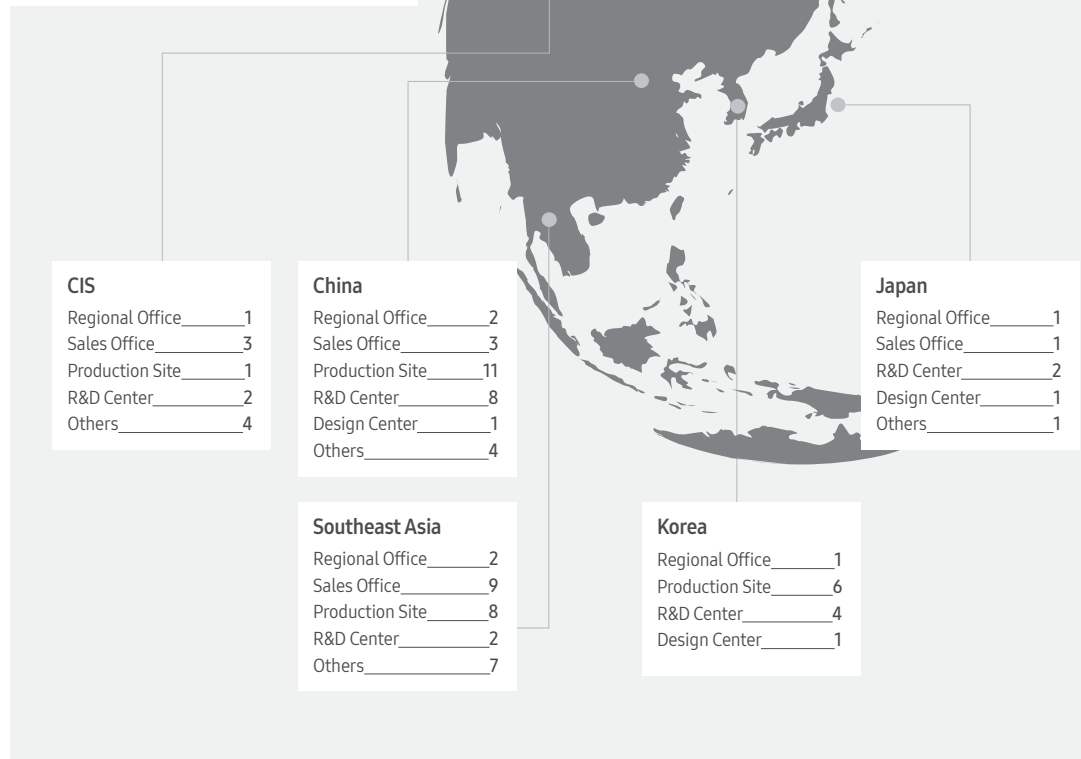 CIS
Regional Office 1
Sales Office 3
Production Site 1
R&D Center 2
Others 4
China
Regional Office 2
Sales Office 3
Production Site 11
R&D Center 8
Design Center 1
Others 4
Japan
Regional Office 1
Sales Office 1
R&D Center 2
Design Center 1
Others 1
Southeast Asia
Regional Office 2
Sales Office 9
Production Site 8
R&D Center 2
Others 7
Korea
Regional Office 1
Production Site 6
R&D Center 4
Design Center 1